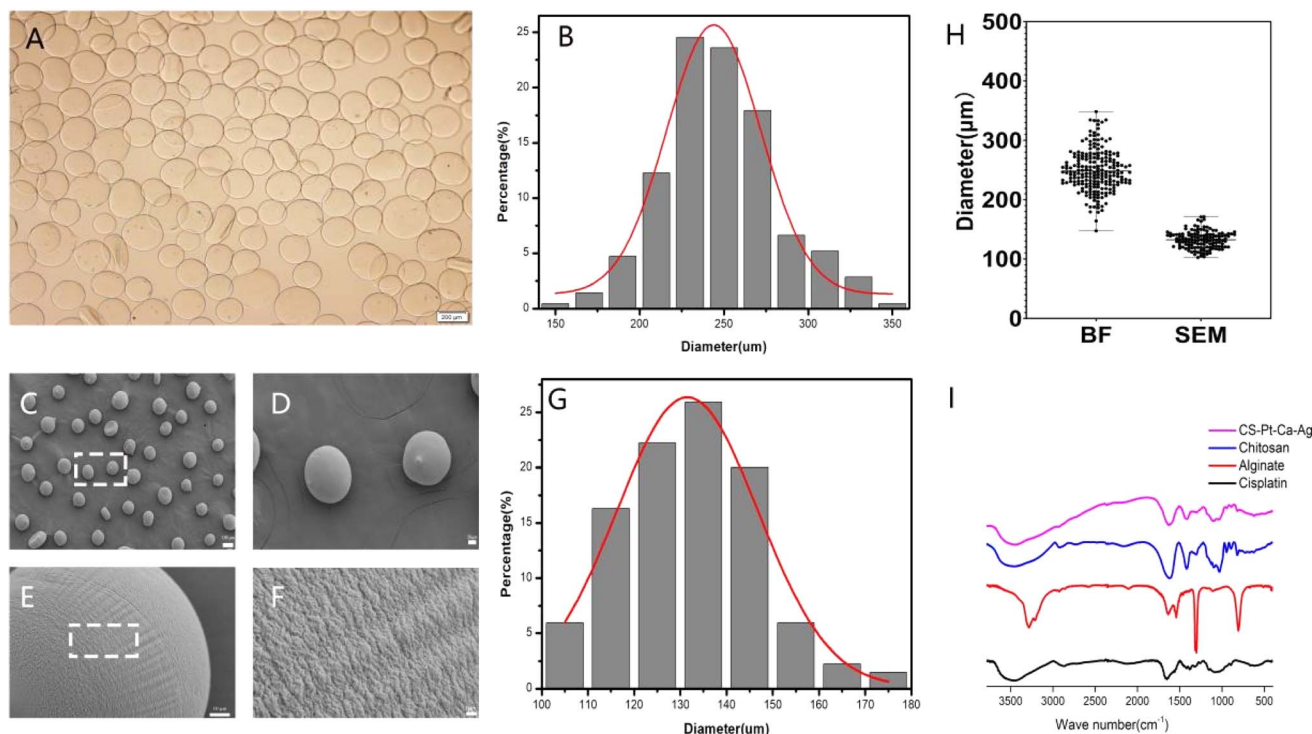 A
200 μm
B
25
20
15
10
5
0
Percentage(%)
150 200 250 300 350
Diameter(um)
H
500
400
300
200
100
0
Diameter(μm)
BF SEM
C
D
E
F
G
30
25
20
15
10
5
0
Percentage(%)
100 110 120 130 140 150 160 170 180
Diameter(um)
I
CS-Pt-Ca-Ag
Chitosan
Alginate
Cisplatin
3500 3000 2500 2000 1500 1000 500
Wave number(cm⁻¹)